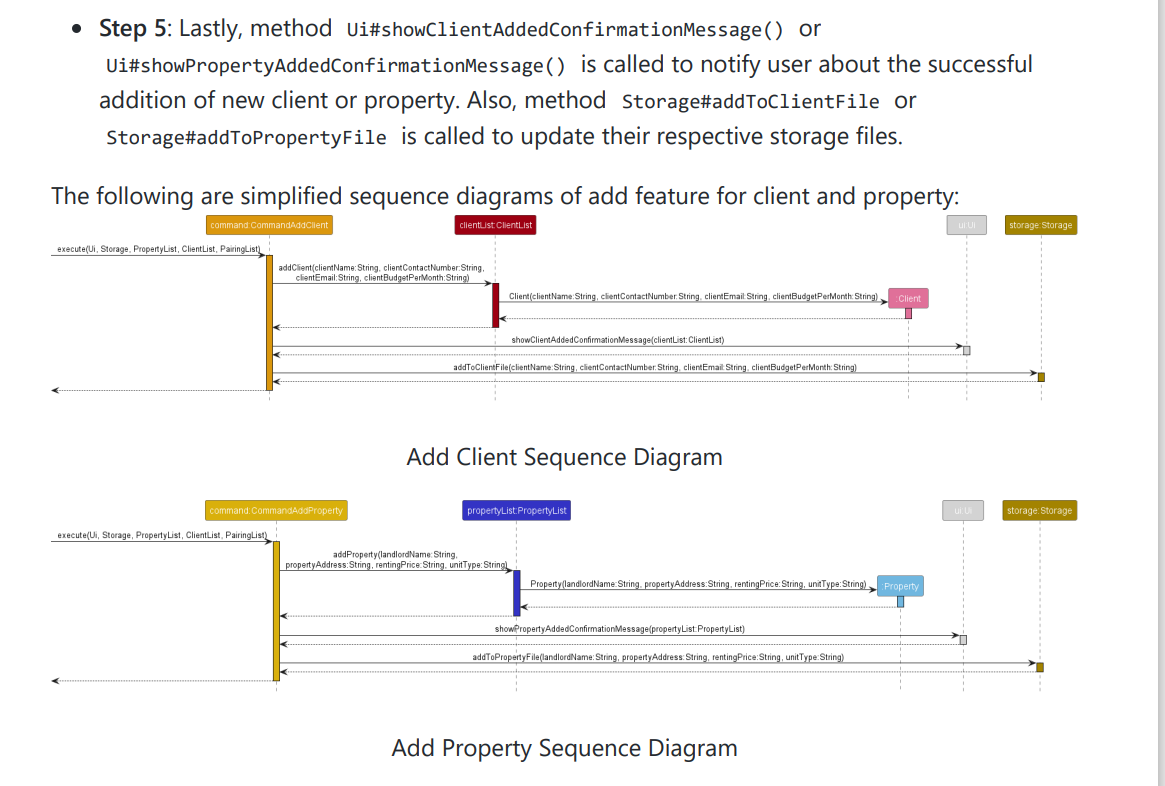 • Step 5: Lastly, method Ui#showClientAddedConfirmationMessage() or
Ui#showPropertyAddedConfirmationMessage() is called to notify user about the successful
addition of new client or property. Also, method Storage#addToClientFile or
Storage#addToPropertyFile is called to update their respective storage files.
The following are simplified sequence diagrams of add feature for client and property:
command:CommandAddClient
clientList:ClientList
ui:Ui
storage:Storage
execute(Ui, Storage, PropertyList, ClientList, PairingList)
addClient(clientName:String, clientContactNumber:String,
clientEmail:String, clientBudgetPerMonth:String)
Client(clientName:String, clientContactNumber:String, clientEmail:String, clientBudgetPerMonth:String)
:Client
showClientAddedConfirmationMessage(clientList:ClientList)
addToClientFile(clientName:String, clientContactNumber:String, clientEmail:String, clientBudgetPerMonth:String)
Add Client Sequence Diagram
command:CommandAddProperty
propertyList:PropertyList
ui:Ui
storage:Storage
execute(Ui, Storage, PropertyList, ClientList, PairingList)
addProperty(landlordName:String,
propertyAddress:String, rentingPrice:String, unitType:String)
Property(landlordName:String, propertyAddress:String, rentingPrice:String, unitType:String)
:Property
showPropertyAddedConfirmationMessage(propertyList:PropertyList)
addToPropertyFile(landlordName:String, propertyAddress:String, rentingPrice:String, unitType:String)
Add Property Sequence Diagram